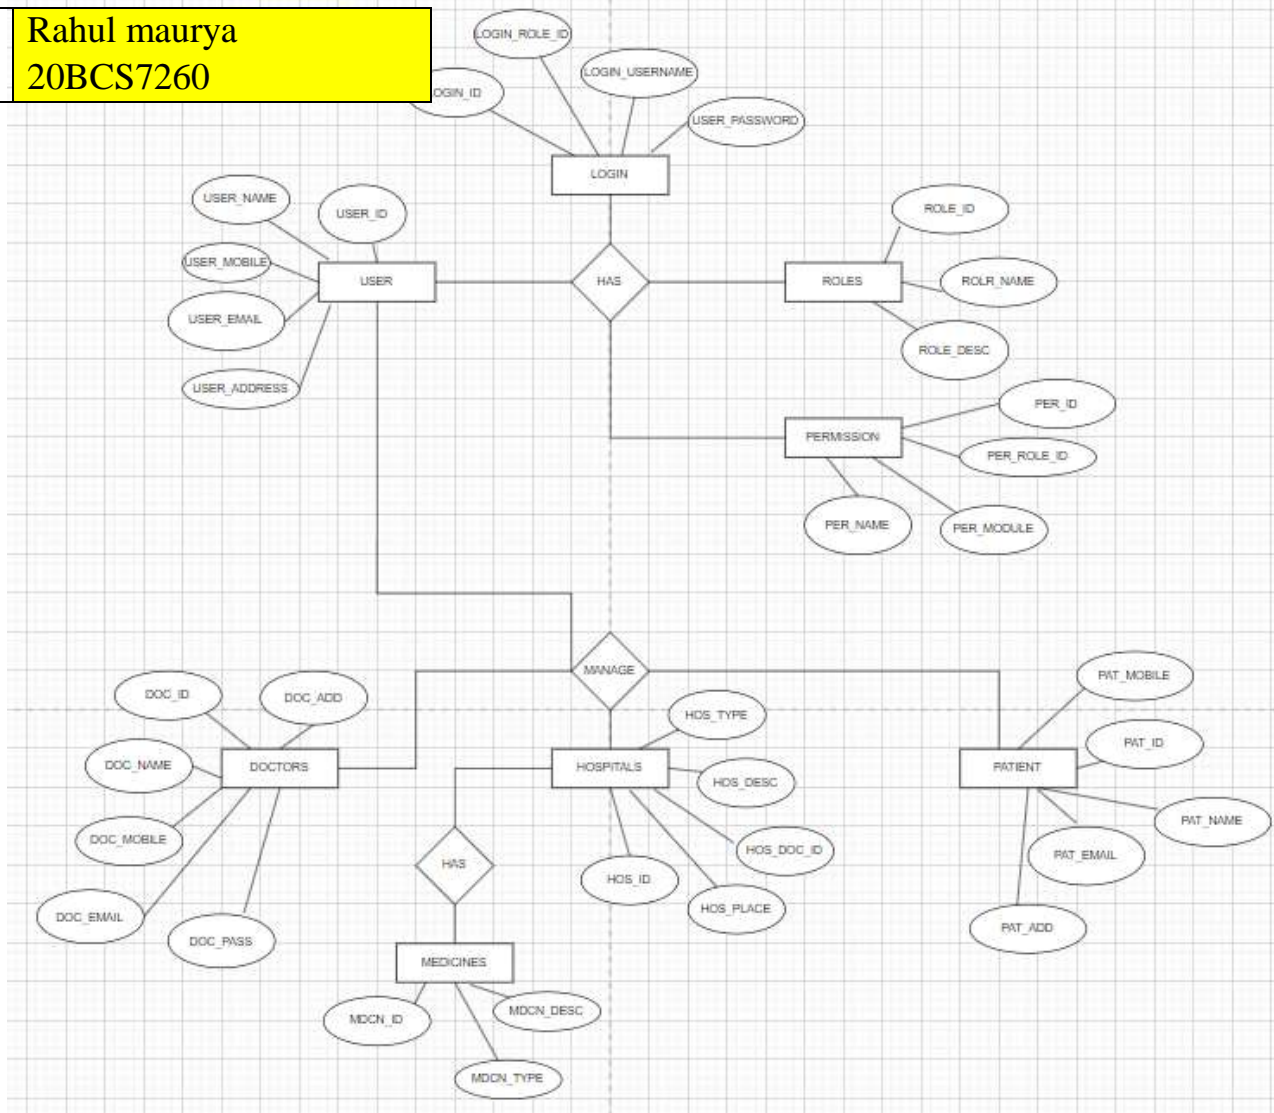 Rahul maurya
20BCS7260
LOGIN_ROLE_ID
LOGIN_USERNAME
OGIN_ID
USER_PASSWORD
LOGIN
USER_NAME
USER_ID
ROLE_ID
USER_MOBILE
USER
HAS
ROLES
ROLR_NAME
USER_EMAIL
ROLE_DESC
USER_ADDRESS
PER_ID
PERMISSION
PER_ROLE_ID
PER_NAME
PER_MODULE
MANAGE
PAT_MOBILE
DOC_ID
DOC_ADD
HOS_TYPE
PAT_ID
DOC_NAME
DOCTORS
HOSPITALS
HOS_DESC
PATIENT
PAT_NAME
DOC_MOBILE
HOS_DOC_ID
PAT_EMAIL
HAS
HOS_ID
HOS_PLACE
DOC_EMAIL
PAT_ADD
DOC_PASS
MEDICINES
MDCN_DESC
MDCN_ID
MDCN_TYPE